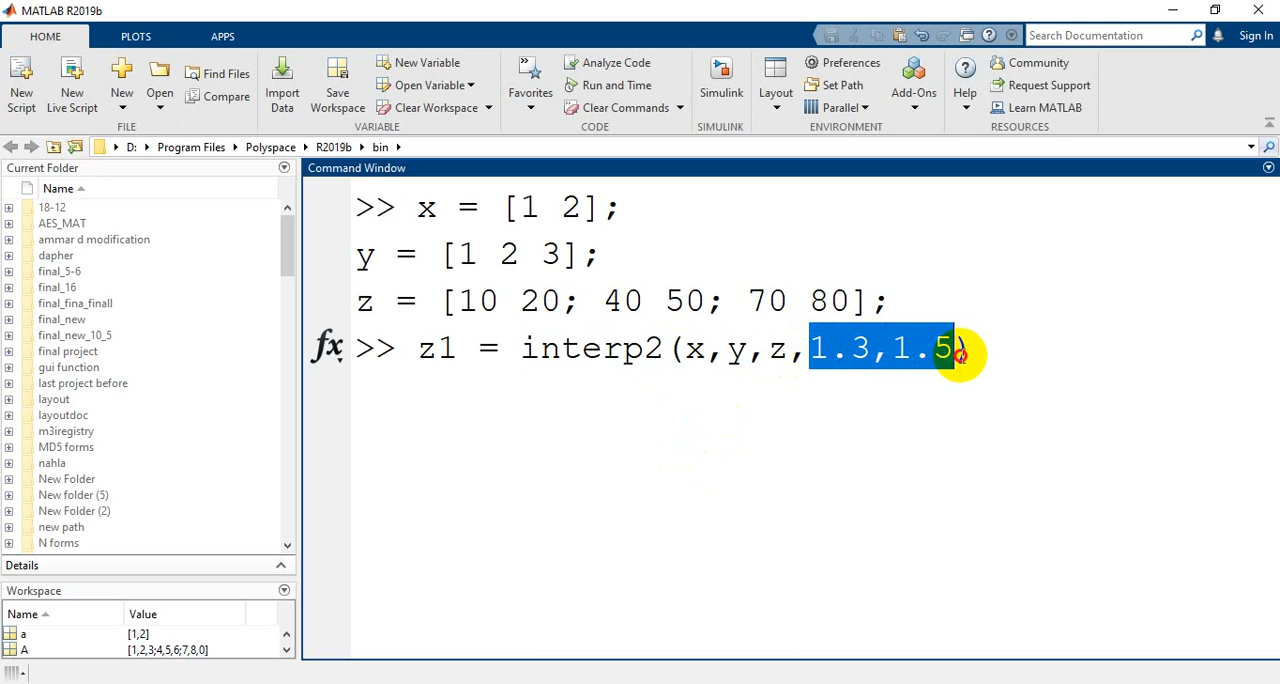 MATLAB R2019b
HOME PLOTS APPS Search Documentation Sign In
New Script New Live Script New Open Find Files Compare Import Data Save Workspace New Variable Open Variable Clear Workspace Favorites Analyze Code Run and Time Clear Commands Simulink Layout Preferences Set Path Parallel Add-Ons Help Community Request Support Learn MATLAB
FILE VARIABLE CODE SIMULINK ENVIRONMENT RESOURCES
D: Program Files Polyspace R2019b bin
Current Folder
Name
18-12
AES_MAT
ammar d modification
dapher
final_5-6
final_16
final_fina_finall
final_new
final_new_10_5
final project
gui function
last project before
layout
layoutdoc
m3iregistry
MD5 forms
nahla
New Folder
New folder (5)
New Folder (2)
new path
N forms
Details
Workspace
Name Value
a [1,2]
A [1,2,3;4,5,6;7,8,0]
Command Window
>> x = [1 2];
y = [1 2 3];
z = [10 20; 40 50; 70 80];
fx >> z1 = interp2(x,y,z,1.3,1.5)